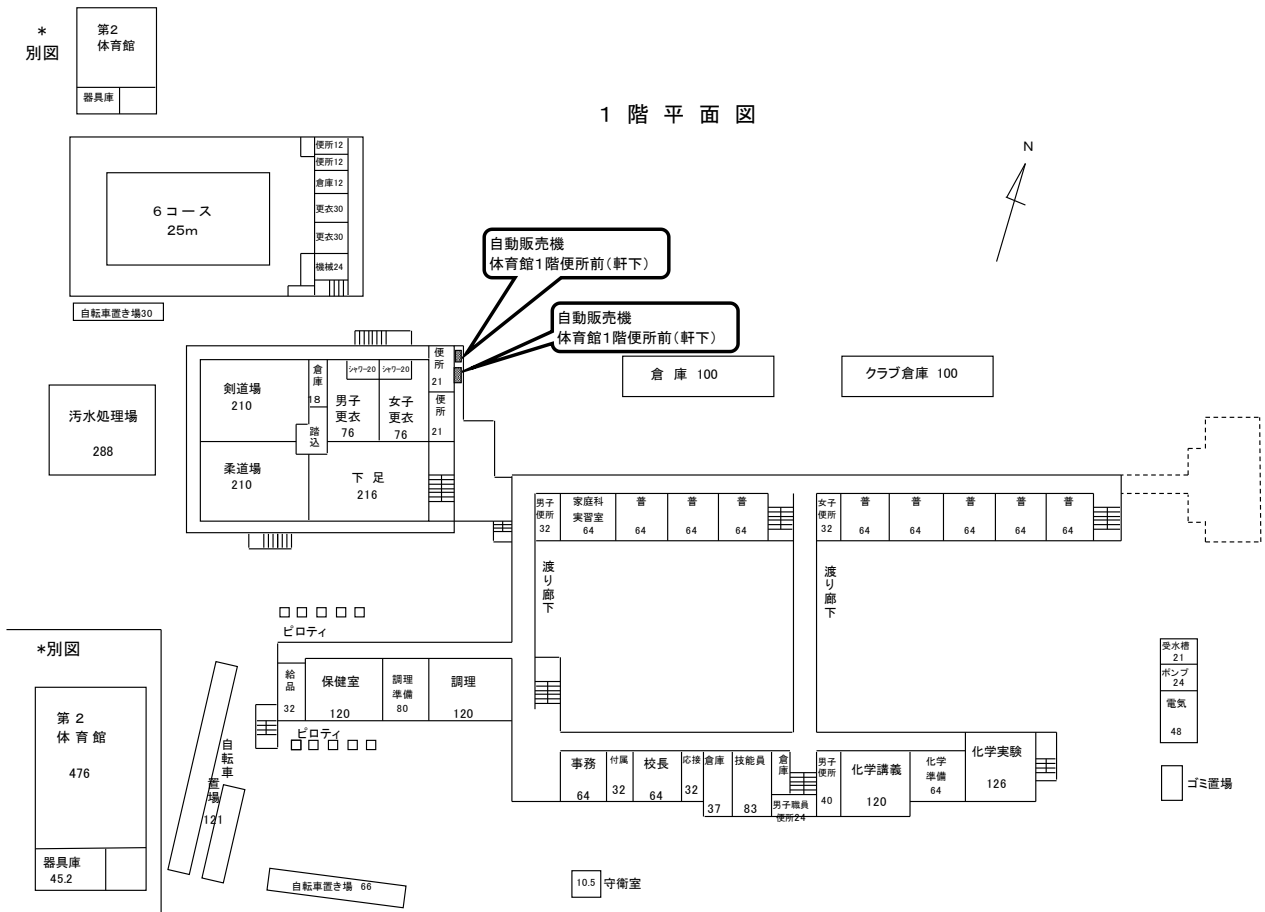 *
別図
第2
体育館
器具庫
1 階 平 面 図
N
便所12
便所12
倉庫12
更衣30
更衣30
機械24
6コース
25m
自転車置き場30
自動販売機
体育館1階便所前(軒下)
自動販売機
体育館1階便所前(軒下)
倉 庫 100
クラブ倉庫 100
汚水処理場
288
剣道場
210
倉庫
18
シャワー20
シャワー20
男子
更衣
76
女子
更衣
76
便所
21
便所
21
踏込
柔道場
210
下 足
216
男子
便所
32
家庭科
実習室
64
普
64
普
64
普
64
女子
便所
32
普
64
普
64
普
64
普
64
普
64
渡り廊下
渡り廊下
ピロティ
給品
32
保健室
120
調理
準備
80
調理
120
ピロティ
受水槽
21
ポンプ
24
電気
48
ゴミ置場
*別図
第 2
体 育 館
476
器具庫
45.2
自転車置場
121
自転車置き場 66
事務
64
付属
32
校長
64
応接
32
倉庫
37
技能員
83
倉庫
男子職員
便所24
男子
便所
40
化学講義
120
化学
準備
64
化学実験
126
10.5
守衛室